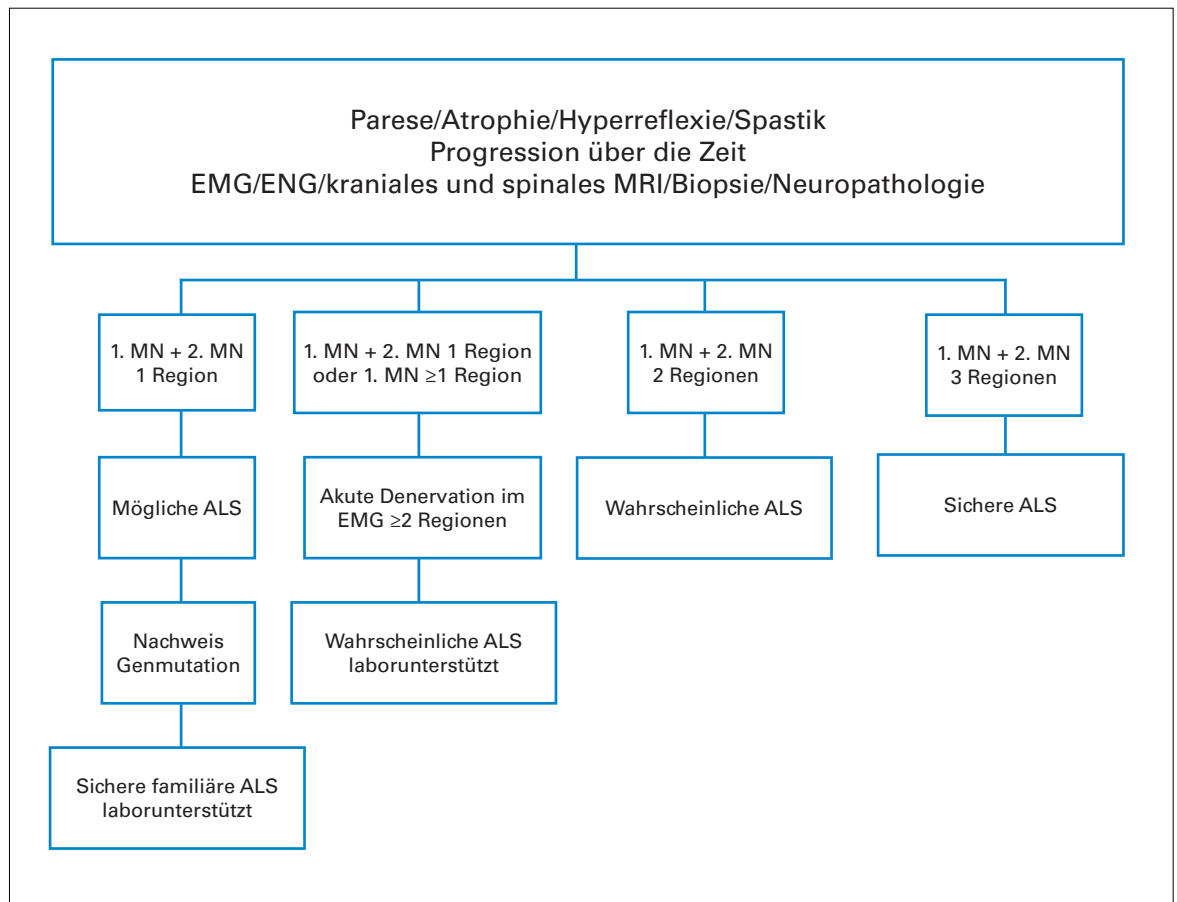 Parese/Atrophie/Hyperreflexie/Spastik
Progression über die Zeit
EMG/ENG/kraniales und spinales MRI/Biopsie/Neuropathologie
1. MN + 2. MN
1 Region
1. MN + 2. MN 1 Region
oder 1. MN ≥1 Region
1. MN + 2. MN
2 Regionen
1. MN + 2. MN
3 Regionen
Mögliche ALS
Akute Denervation im
EMG ≥2 Regionen
Wahrscheinliche ALS
Sichere ALS
Nachweis
Genmutation
Wahrscheinliche ALS
laborunterstützt
Sichere familiäre ALS
laborunterstützt